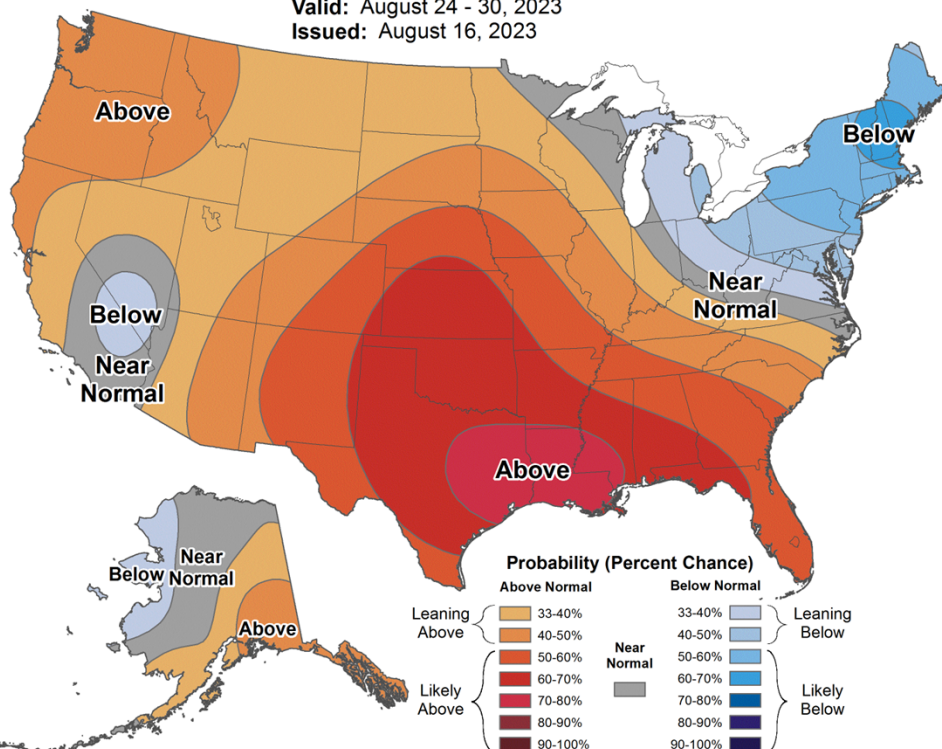 Valid: August 24 - 30, 2023
Issued: August 16, 2023
Above
Below
Near
Normal
Below
Near
Normal
Above
Near
Below Normal
Above
Probability (Percent Chance)
Above Normal
Below Normal
Leaning
Above
33-40%
40-50%
Likely
Above
50-60%
60-70%
70-80%
80-90%
90-100%
Near
Normal
33-40%
40-50%
Leaning
Below
50-60%
60-70%
70-80%
80-90%
90-100%
Likely
Below